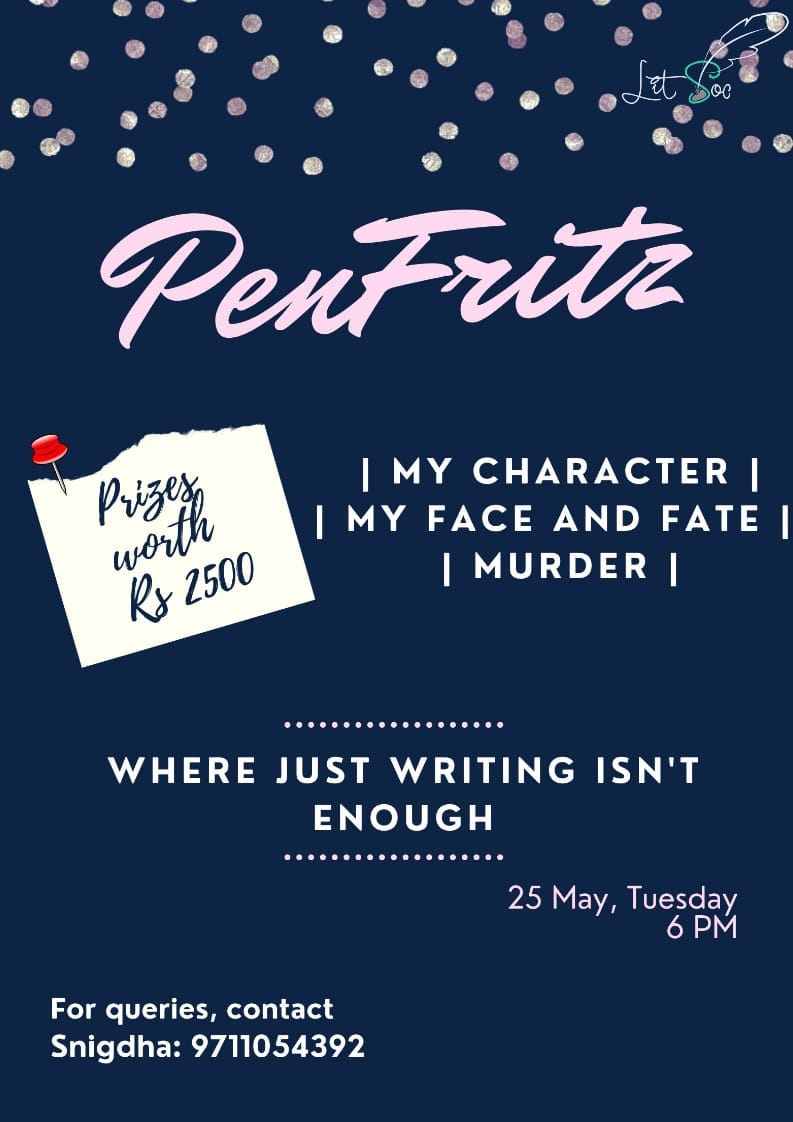 Lit Soc
PenFritz
Prizes
worth
Rs 2500
| MY CHARACTER |
| MY FACE AND FATE |
| MURDER |
WHERE JUST WRITING ISN'T
ENOUGH
25 May, Tuesday
6 PM
For queries, contact
Snigdha: 9711054392